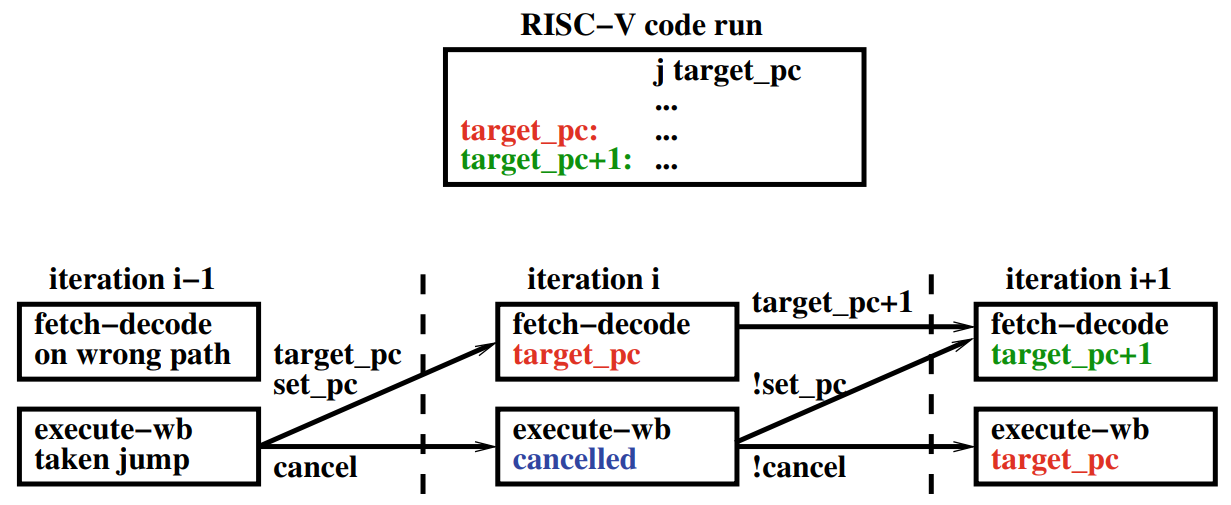 RISC−V code run
j target_pc
...
target_pc: ...
target_pc+1: ...
iteration i−1
iteration i
iteration i+1
fetch−decode
on wrong path
target_pc
set_pc
execute−wb
taken jump
cancel
fetch−decode
target_pc
target_pc+1
!set_pc
execute−wb
cancelled
!cancel
fetch−decode
target_pc+1
execute−wb
target_pc